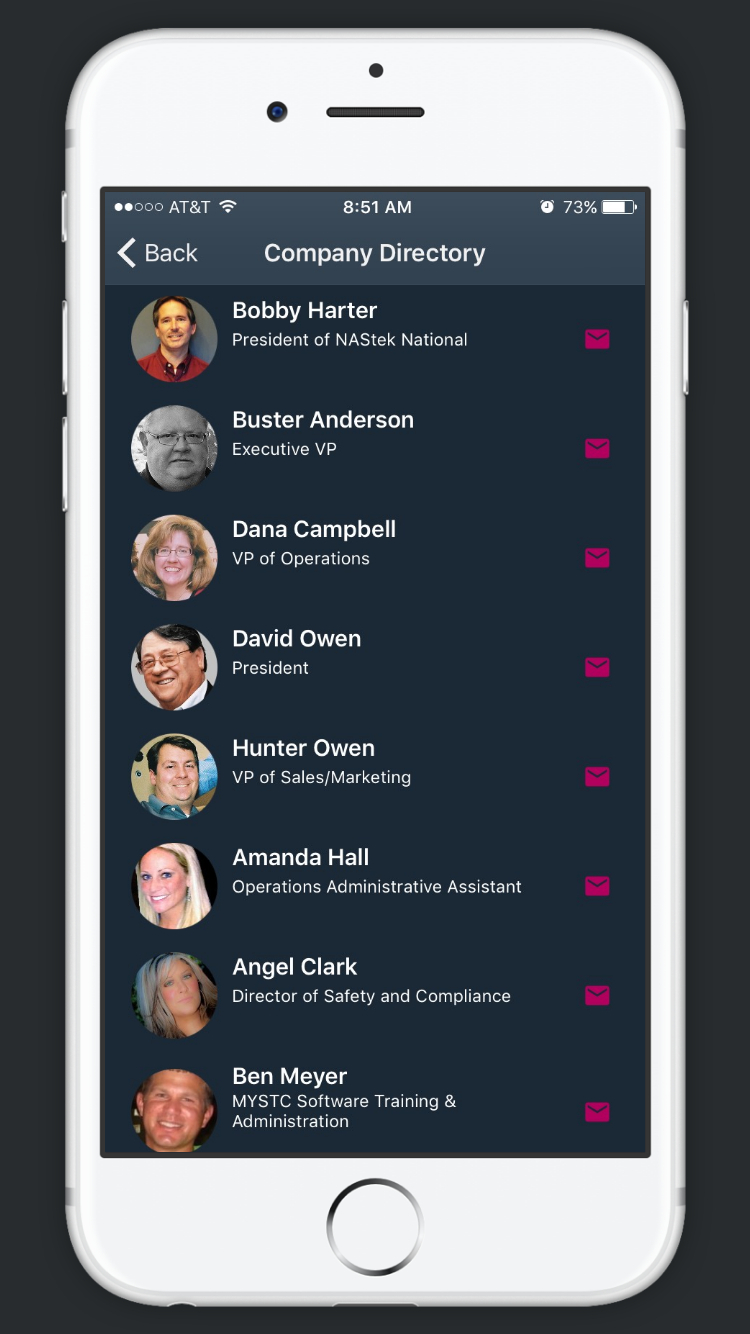 AT&T 8:51 AM 73%
Back Company Directory
Bobby Harter
President of NAStek National
Buster Anderson
Executive VP
Dana Campbell
VP of Operations
David Owen
President
Hunter Owen
VP of Sales/Marketing
Amanda Hall
Operations Administrative Assistant
Angel Clark
Director of Safety and Compliance
Ben Meyer
MYSTC Software Training &
Administration